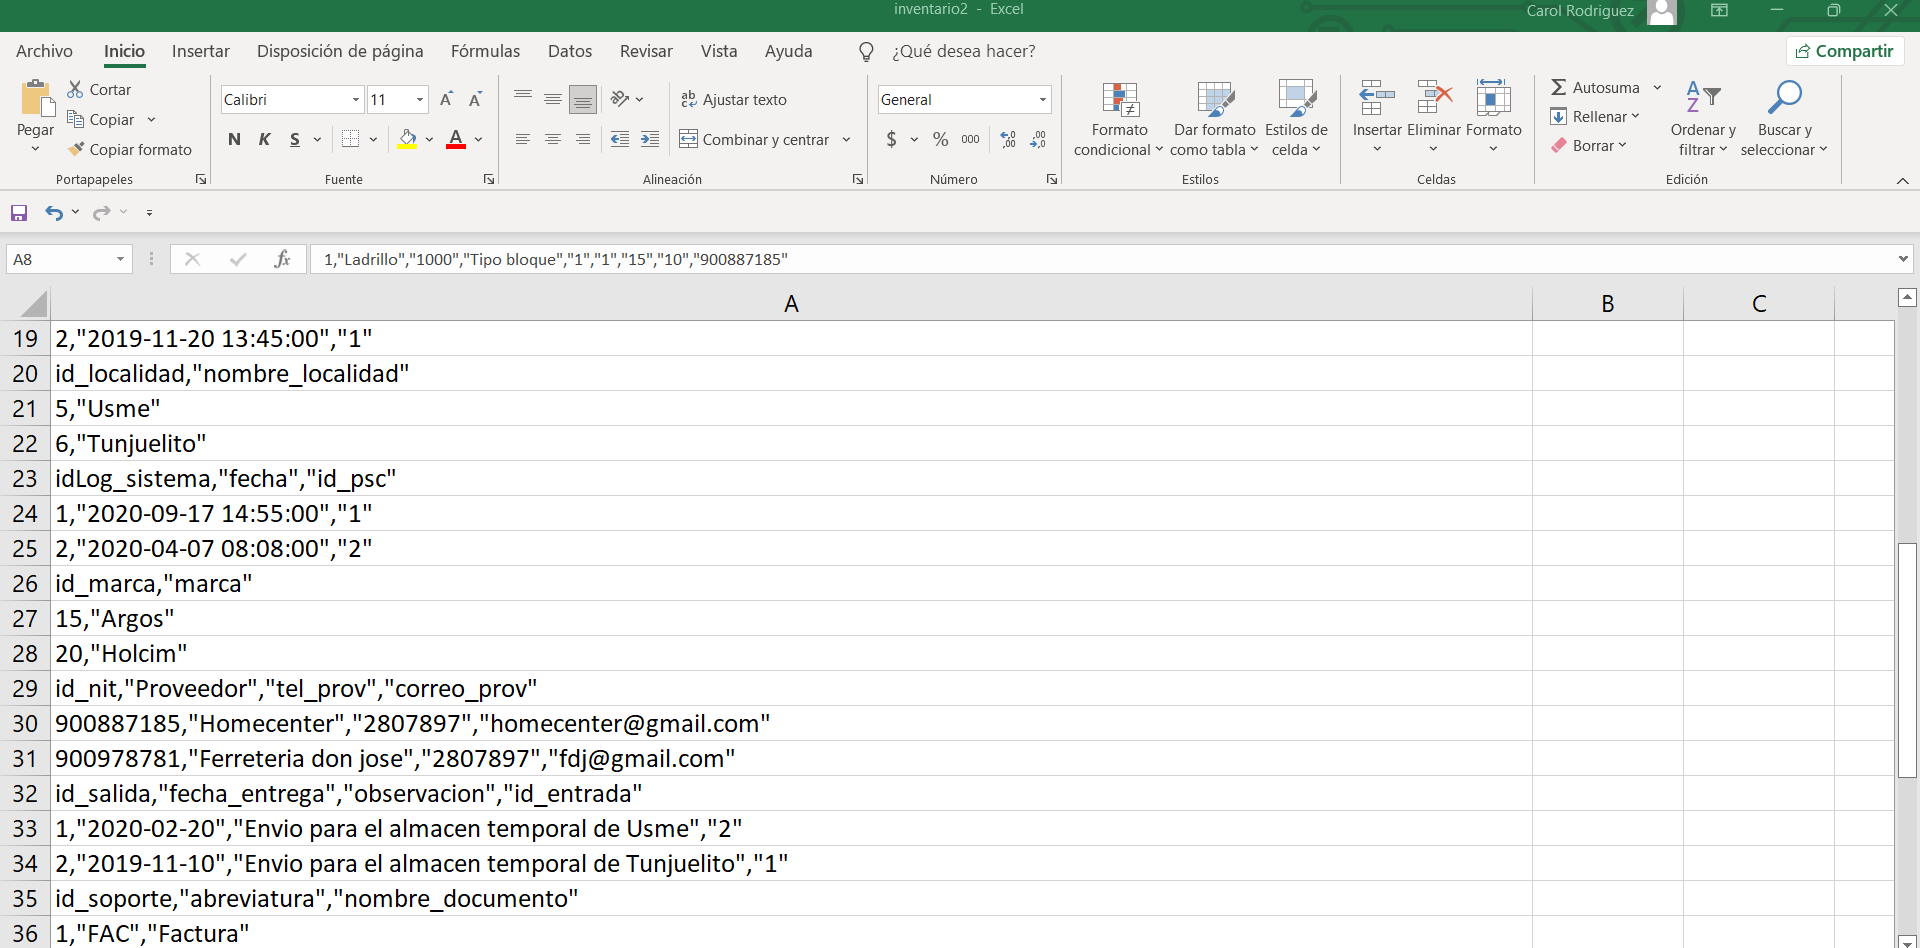 inventario2 - Excel
Carol Rodriguez
Archivo Inicio Insertar Disposición de página Fórmulas Datos Revisar Vista Ayuda ¿Qué desea hacer? Compartir
Pegar
Cortar
Copiar
Copiar formato
Portapapeles
Calibri 11
N K S A
Fuente
ab Ajustar texto
Combinar y centrar
Alineación
General
$ % 000
Número
Formato condicional
Dar formato como tabla
Estilos de celda
Estilos
Insertar Eliminar Formato
Celdas
Autosuma
Rellenar
Borrar
Ordenar y filtrar
Buscar y seleccionar
Edición
A8 fx 1,"Ladrillo","1000","Tipo bloque","1","1","15","10","900887185"
A B C
19 2,"2019-11-20 13:45:00","1"
20 id_localidad,"nombre_localidad"
21 5,"Usme"
22 6,"Tunjuelito"
23 idLog_sistema,"fecha","id_psc"
24 1,"2020-09-17 14:55:00","1"
25 2,"2020-04-07 08:08:00","2"
26 id_marca,"marca"
27 15,"Argos"
28 20,"Holcim"
29 id_nit,"Proveedor","tel_prov","correo_prov"
30 900887185,"Homecenter","2807897","homecenter@gmail.com"
31 900978781,"Ferreteria don jose","2807897","fdj@gmail.com"
32 id_salida,"fecha_entrega","observacion","id_entrada"
33 1,"2020-02-20","Envio para el almacen temporal de Usme","2"
34 2,"2019-11-10","Envio para el almacen temporal de Tunjuelito","1"
35 id_soporte,"abreviatura","nombre_documento"
36 1,"FAC","Factura"